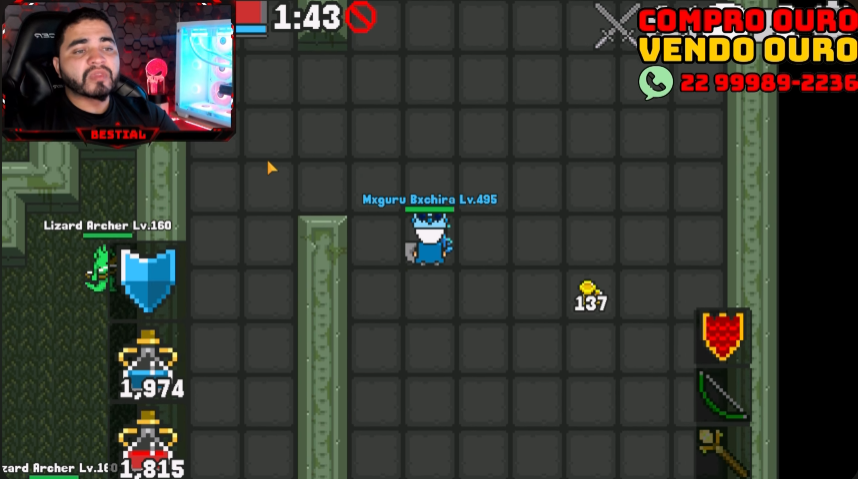 1:43
COMPRO OURO
VENDO OURO
22 99989-2236
BESTIAL
Mxguru Bxchira Lv.495
Lizard Archer Lv.160
137
1,974
1,815
zard Archer Lv.160